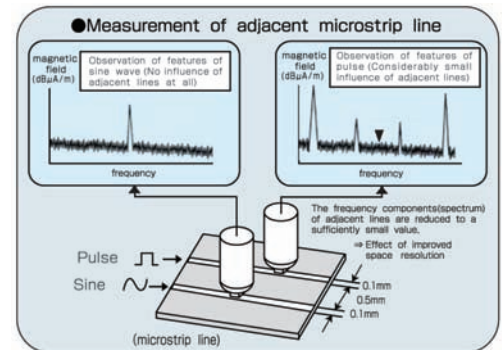 ●Measurement of adjacent microstrip line
magnetic
field
(dBµA/m)
Observation of features of
sine wave (No influence of
adjacent lines at all)
frequency
magnetic
field
(dBµA/m)
Observation of features of
pulse (Considerably small
influence of adjacent lines)
frequency
The frequency components(spectrum)
of adjacent lines are reduced to a
sufficiently small value.
⇒ Effect of improved
space resolution
Pulse
Sine
0.1mm
0.5mm
0.1mm
(microstrip line)